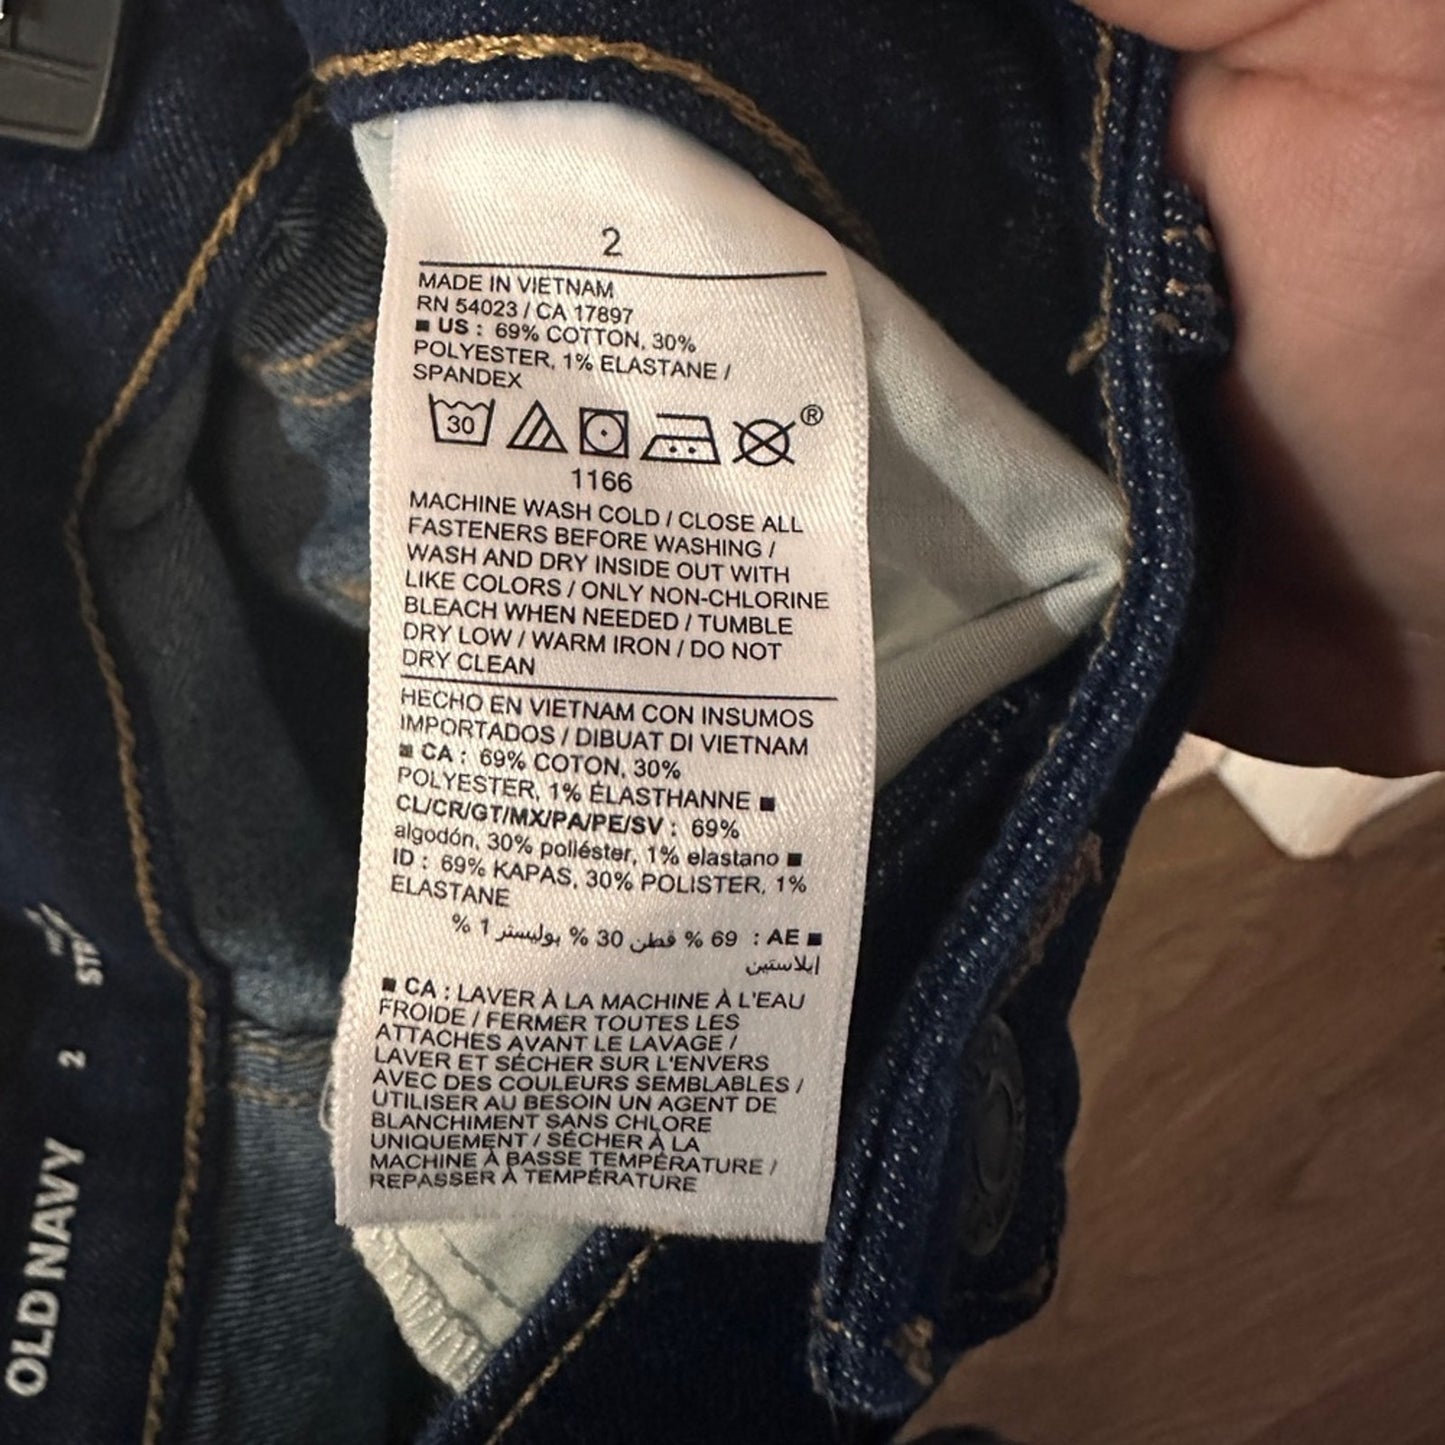 2
MADE IN VIETNAM
RN 54023 / CA 17897
■ US : 69% COTTON, 30%
POLYESTER, 1% ELASTANE /
SPANDEX
30
®
1166
MACHINE WASH COLD / CLOSE ALL
FASTENERS BEFORE WASHING /
WASH AND DRY INSIDE OUT WITH
LIKE COLORS / ONLY NON-CHLORINE
BLEACH WHEN NEEDED / TUMBLE
DRY LOW / WARM IRON / DO NOT
DRY CLEAN
HECHO EN VIETNAM CON INSUMOS
IMPORTADOS / DIBUAT DI VIETNAM
■ CA : 69% COTON, 30%
POLYESTER, 1% ÉLASTHANNE ■
CL/CR/GT/MX/PA/PE/SV : 69%
algodón, 30% poliéster, 1% elastano ■
ID : 69% KAPAS, 30% POLISTER, 1%
ELASTANE
■ AE : 69 % قطن 30 % بوليستر 1 %
إيلاستين
■ CA : LAVER À LA MACHINE À L'EAU
FROIDE / FERMER TOUTES LES
ATTACHES AVANT LE LAVAGE /
LAVER ET SÉCHER SUR L'ENVERS
AVEC DES COULEURS SEMBLABLES /
UTILISER AU BESOIN UN AGENT DE
BLANCHIMENT SANS CHLORE
UNIQUEMENT / SÉCHER À LA
MACHINE À BASSE TEMPÉRATURE /
REPASSER À TEMPÉRATURE
OLD NAVY
2